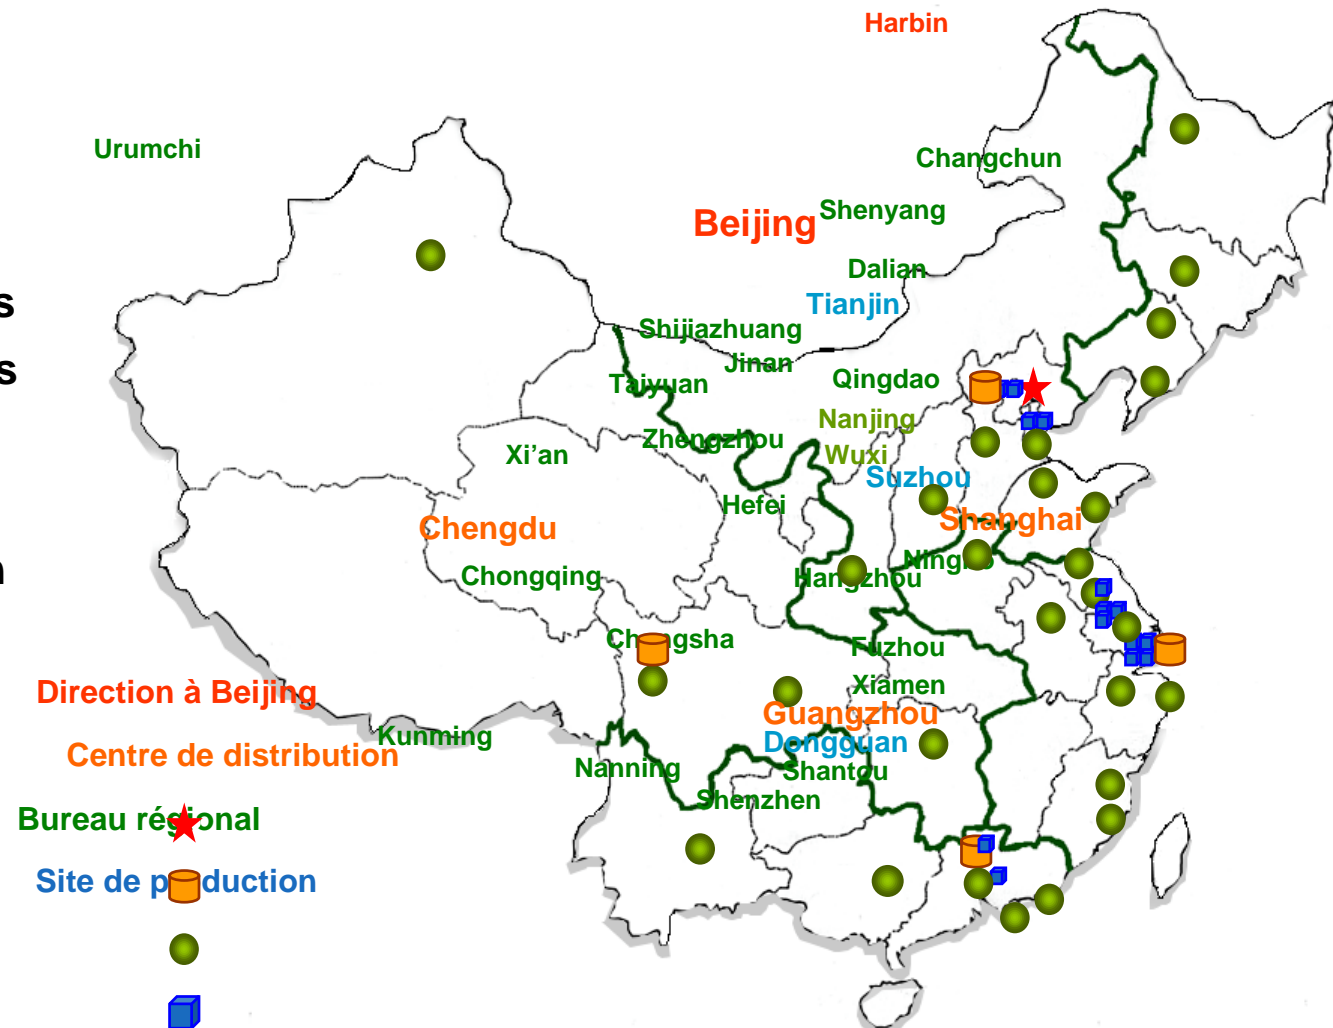 Harbin
Urumchi
Changchun
Shenyang
Beijing
Dalian
s
Tianjin
Shijiazhuang
Jinan
s
Taiyuan
Qingdao
Nanjing
Zhengzhou
Xi'an
Wuxi
Suzhou
Hefei
Chengdu
Shanghai
Ningbo
n
Chongqing
Hangzhou
Changsha
Fuzhou
Xiamen
Direction à Beijing
Guangzhou
Kunming
Dongguan
Centre de distribution
Nanning
Shantou
Shenzhen
Bureau régional
Site de production